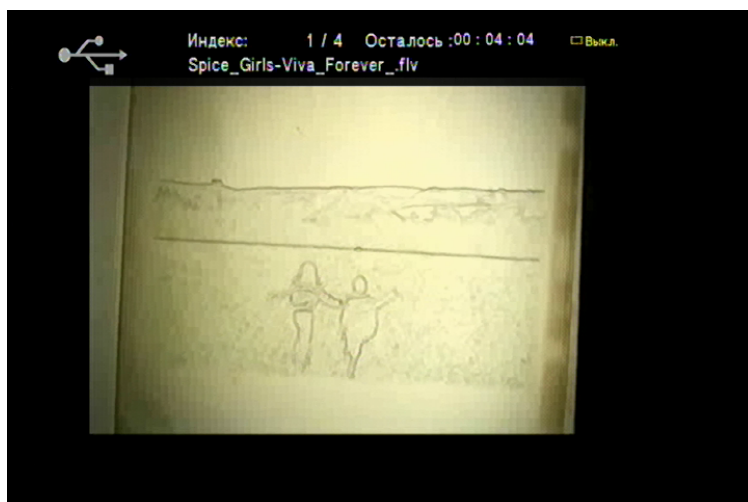 Индекс: 1 / 4 Осталось :00 : 04 : 04 Выкл.
Spice_Girls-Viva_Forever_.flv